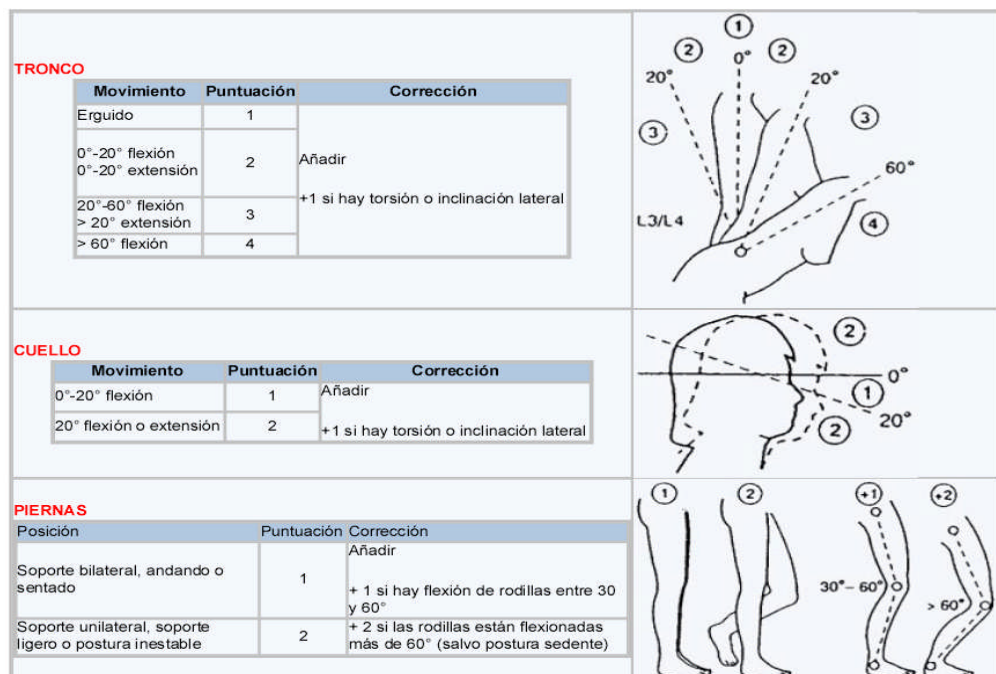 TRONCO
Movimiento Puntuación Corrección
Erguido 1
0°-20° flexión
0°-20° extensión
2
Añadir
+1 si hay torsión o inclinación lateral
20°-60° flexión
> 20° extensión
3
> 60° flexión 4
1
2 0° 2
20° 20°
3 3
60°
L3/L4 4
CUELLO
Movimiento Puntuación Corrección
0°-20° flexión 1
Añadir
20° flexión o extensión 2
+1 si hay torsión o inclinación lateral
2
0°
1
20°
2
PIERNAS
Posición Puntuación Corrección
Soporte bilateral, andando o
sentado
1
Añadir
+ 1 si hay flexión de rodillas entre 30
y 60°
Soporte unilateral, soporte
ligero o postura inestable
2
+ 2 si las rodillas están flexionadas
más de 60° (salvo postura sedente)
1 2 +1 +2
30°– 60°
> 60°